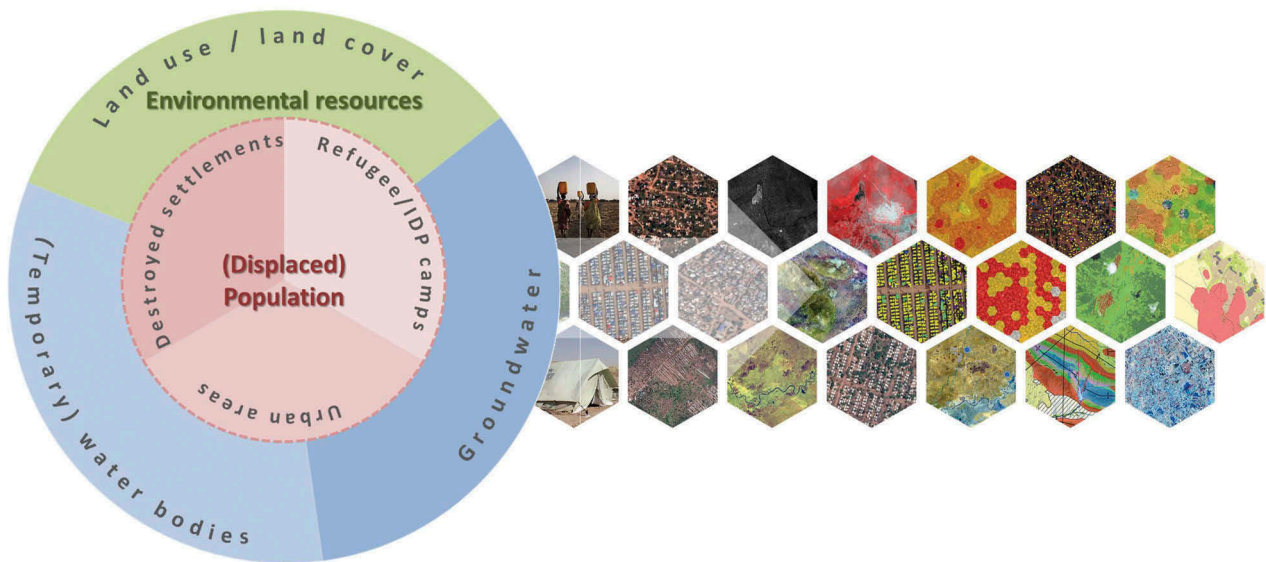 Land use / land cover
Environmental resources
Destroyed settlements
Refugee/IDP camps
(Displaced)
Population
Urban areas
(Temporary) water bodies
Groundwater